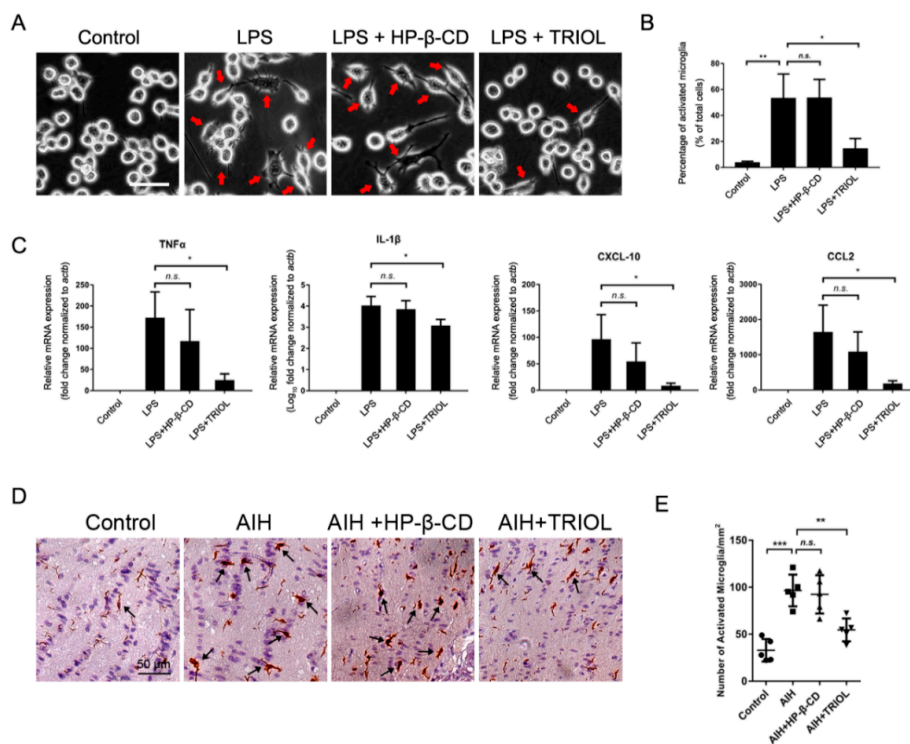 A
Control
LPS
LPS + HP-β-CD
LPS + TRIOL
B
Percentage of activated microglia
(% of total cells)
80
60
40
20
0
**
n.s.
*
Control
LPS
LPS+HP-β-CD
LPS+TRIOL
C
TNFα
Relative mRNA expression
(fold change normalized to actb)
250
200
150
100
50
0
*
n.s.
Control
LPS
LPS+HP-β-CD
LPS+TRIOL
IL-1β
Relative mRNA expression
(Log₁₀ fold change normalized to actb)
5
4
3
2
1
0
*
n.s.
Control
LPS
LPS+HP-β-CD
LPS+TRIOL
CXCL-10
Relative mRNA expression
(fold change normalized to actb)
200
150
100
50
0
*
n.s.
Control
LPS
LPS+HP-β-CD
LPS+TRIOL
CCL2
Relative mRNA expression
(fold change normalized to actb)
3000
2000
1000
0
*
n.s.
Control
LPS
LPS+HP-β-CD
LPS+TRIOL
D
Control
AIH
AIH +HP-β-CD
AIH+TRIOL
50 µm
E
Number of Activated Microglia/mm²
150
100
50
0
***
n.s.
**
Control
AIH
AIH+HP-β-CD
AIH+TRIOL